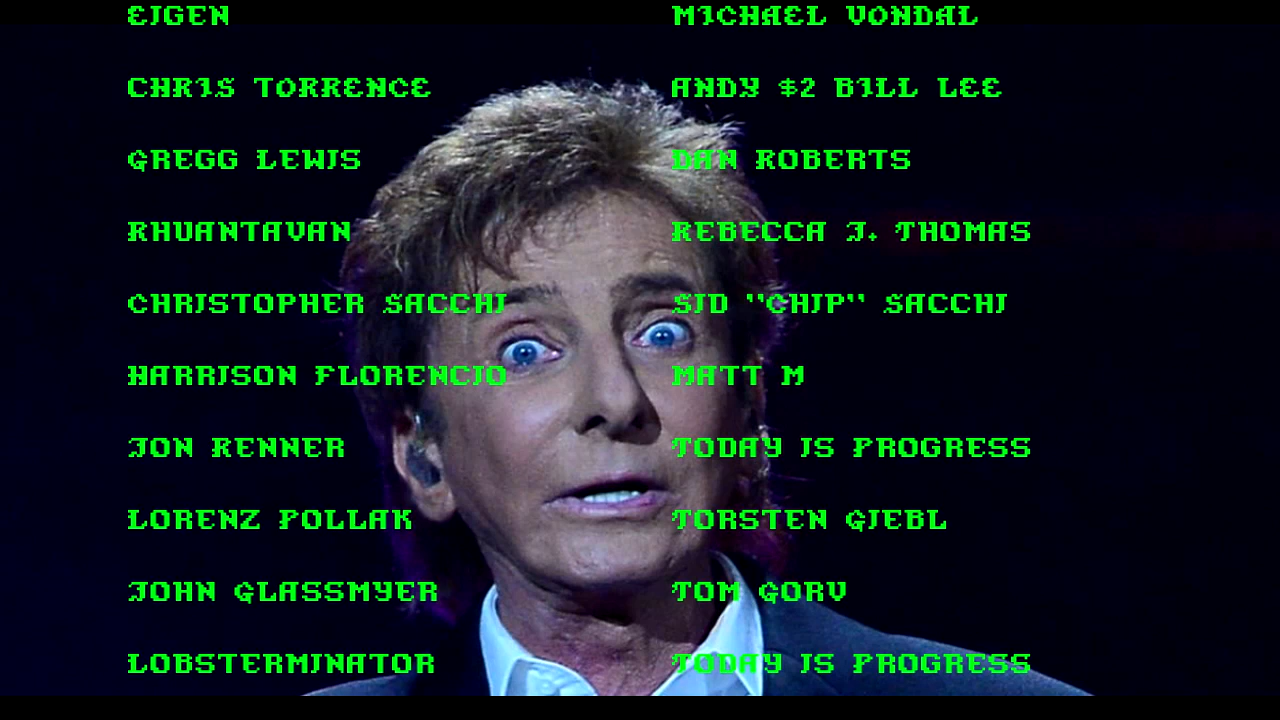 EIGEN MICHAEL VONDAL
CHRIS TORRENCE ANDY $2 BILL LEE
GREGG LEWIS DAN ROBERTS
RHUANTAVAN REBECCA J. THOMAS
CHRISTOPHER SACCHI SID "CHIP" SACCHI
HARRISON FLORENCIO MATT M
JON RENNER TODAY IS PROGRESS
LORENZ POLLAK TORSTEN GIEBL
JOHN GLASSMYER TOM GORV
LOBSTERMINATOR TODAY IS PROGRESS